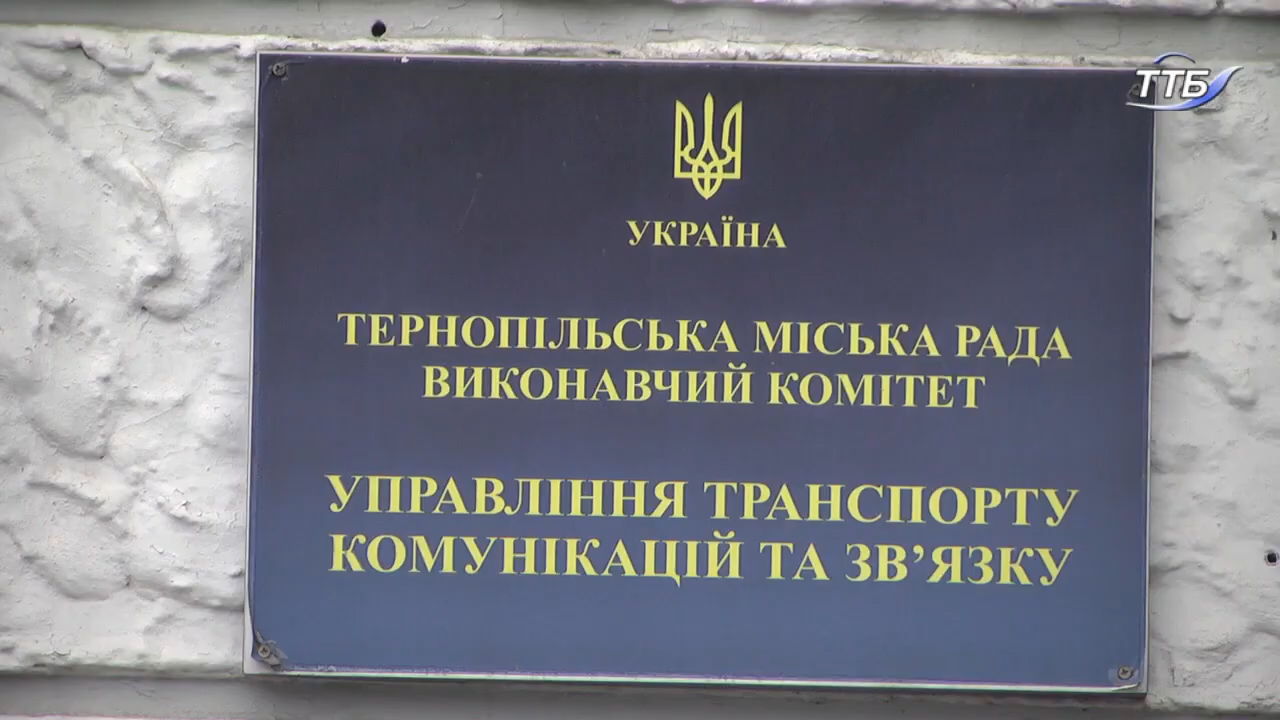 ТТБ
УКРАЇНА
ТЕРНОПІЛЬСЬКА МІСЬКА РАДА
ВИКОНАВЧИЙ КОМІТЕТ
УПРАВЛІННЯ ТРАНСПОРТУ
КОМУНІКАЦІЙ ТА ЗВ’ЯЗКУ